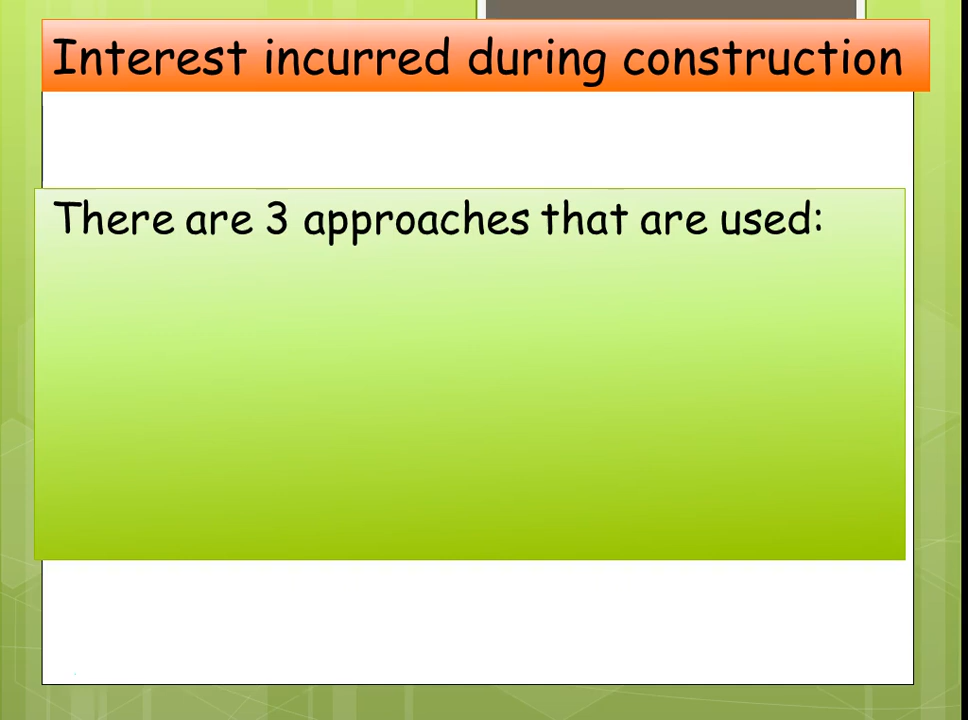 Interest incurred during construction
There are 3 approaches that are used: